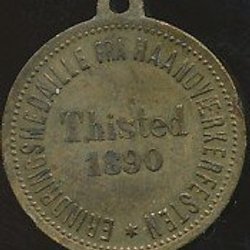 ERINDRINGSMEDAILLE FRA HAANDVÆRKERFESTEN *
Thisted
1890